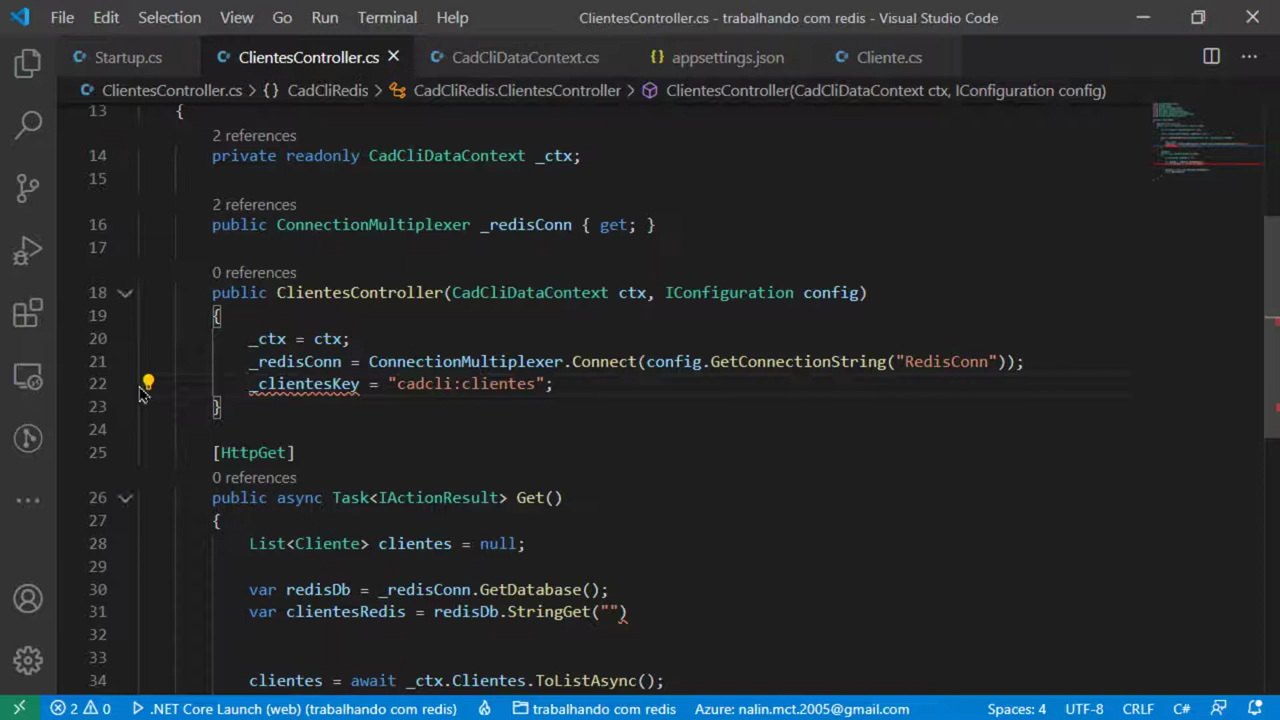 File Edit Selection View Go Run Terminal Help ClientesController.cs - trabalhando com redis - Visual Studio Code
Startup.cs ClientesController.cs CadCliDataContext.cs {} appsettings.json Cliente.cs
ClientesController.cs > {} CadCliRedis > CadCliRedis.ClientesController > ClientesController(CadCliDataContext ctx, IConfiguration config)
13 {
2 references
14 private readonly CadCliDataContext _ctx;
15
2 references
16 public ConnectionMultiplexer _redisConn { get; }
17
0 references
18 public ClientesController(CadCliDataContext ctx, IConfiguration config)
19 {
20 _ctx = ctx;
21 _redisConn = ConnectionMultiplexer.Connect(config.GetConnectionString("RedisConn"));
22 _clientesKey = "cadcli:clientes";
23 }
24
25 [HttpGet]
0 references
26 public async Task<IActionResult> Get()
27 {
28 List<Cliente> clientes = null;
29
30 var redisDb = _redisConn.GetDatabase();
31 var clientesRedis = redisDb.StringGet("")
32
33
34 clientes = await _ctx.Clientes.ToListAsync();
2 0 .NET Core Launch (web) (trabalhando com redis) trabalhando com redis Azure: nalin.mct.2005@gmail.com Spaces: 4 UTF-8 CRLF C#